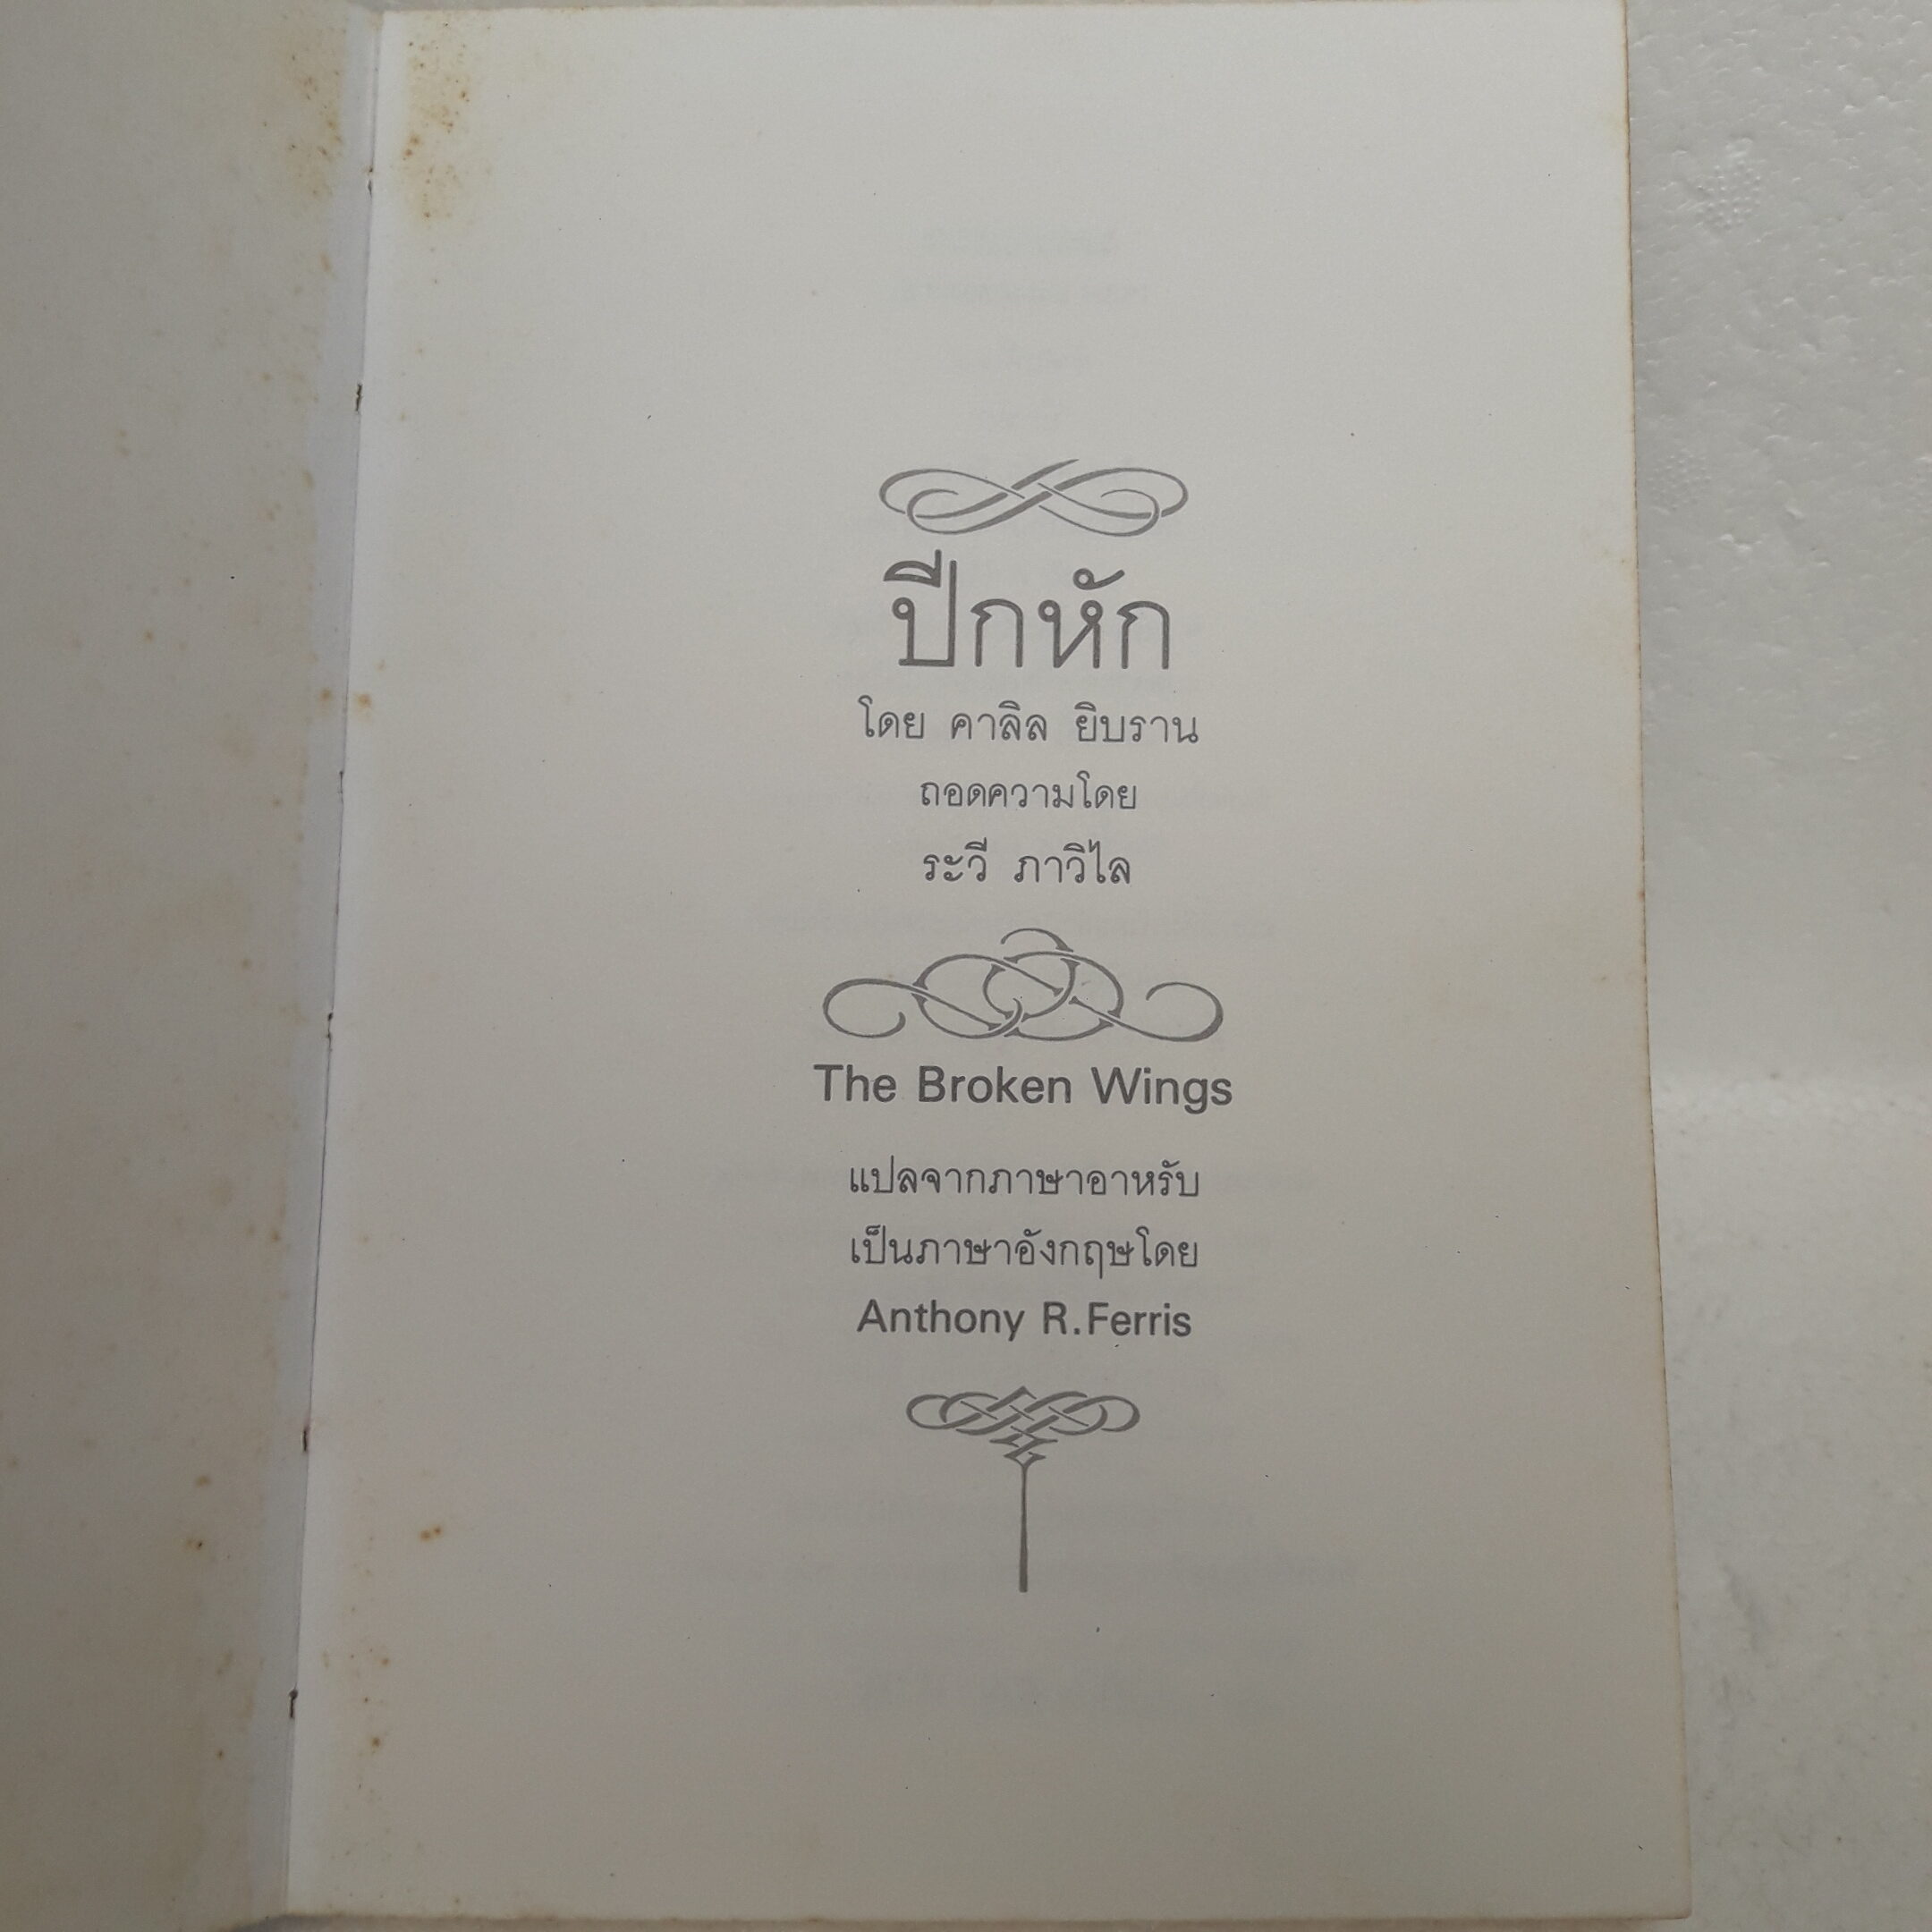 ปีกหัก
โดย คาลิล ยิบราน
ถอดความโดย
ระวี ภาวิไล
The Broken Wings
แปลจากภาษาอาหรับ
เป็นภาษาอังกฤษโดย
Anthony R.Ferris